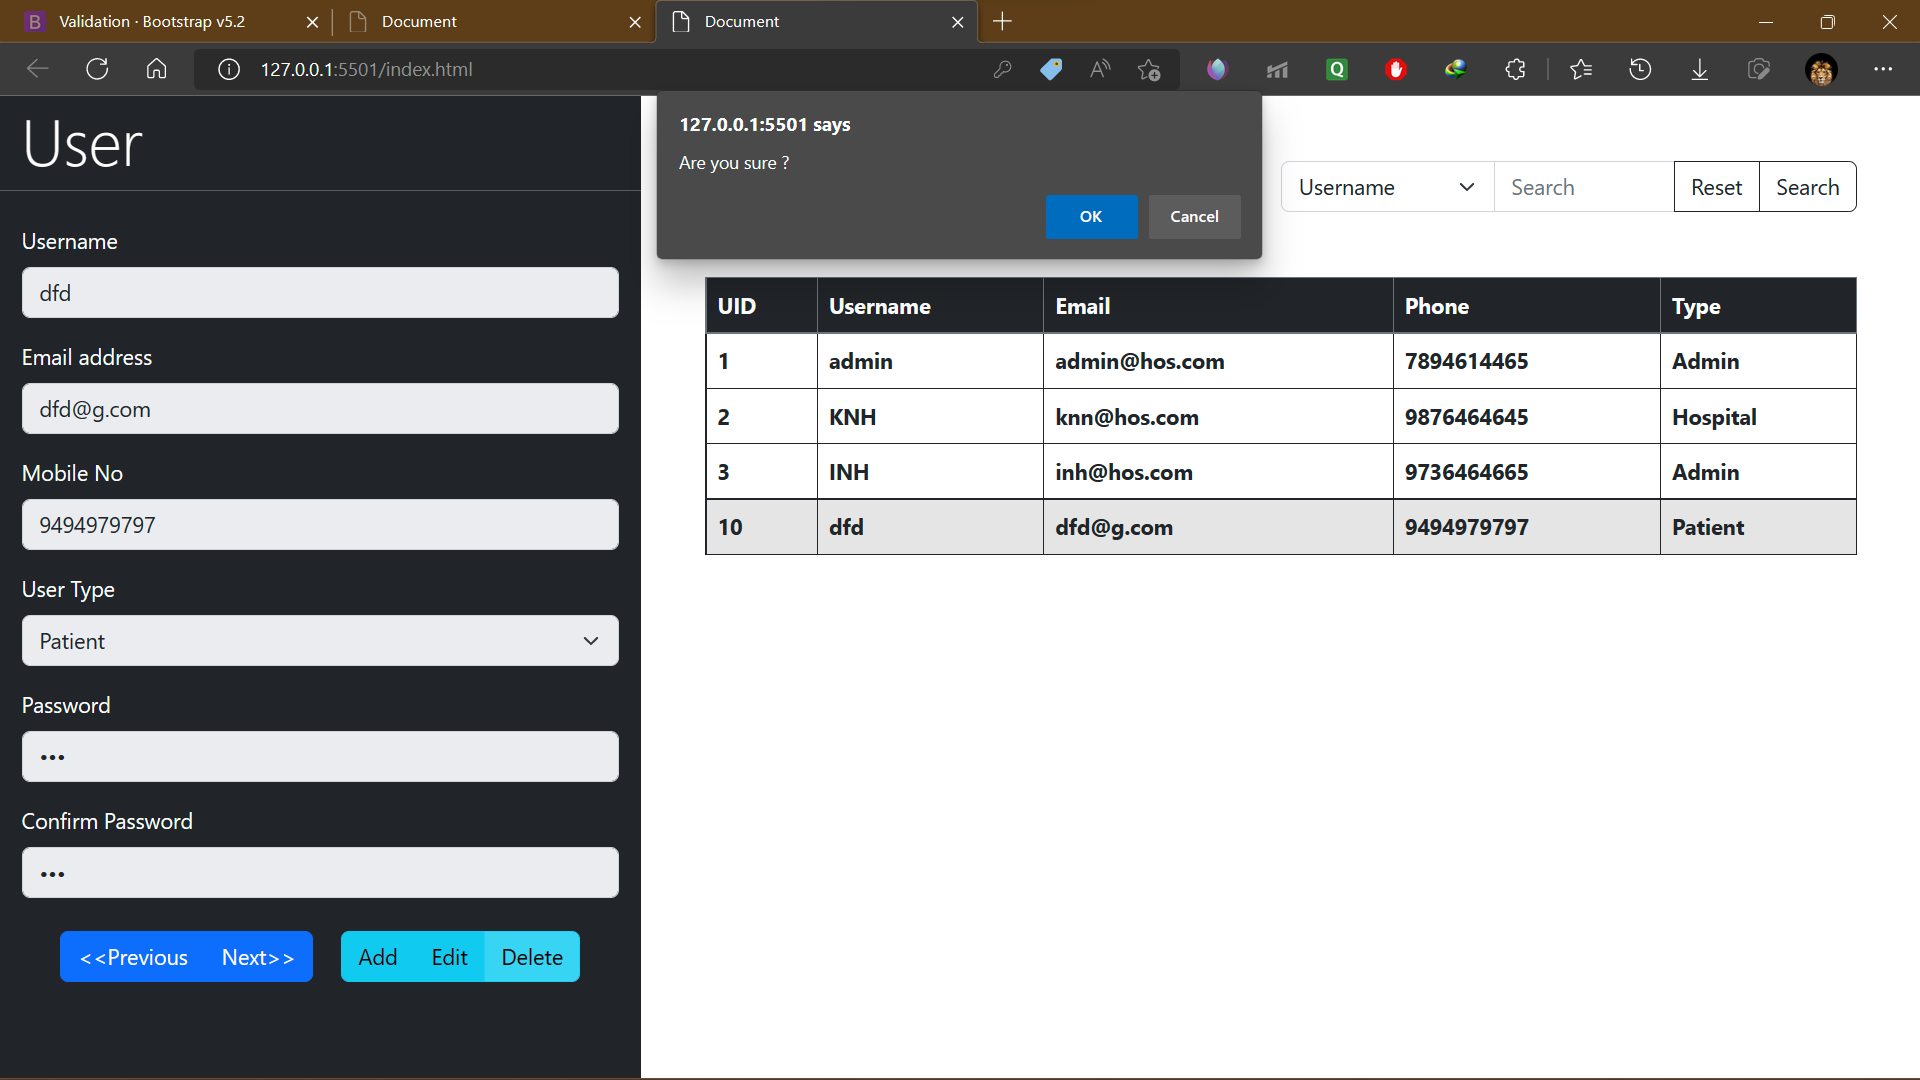 Validation · Bootstrap v5.2
Document
Document
127.0.0.1:5501/index.html
127.0.0.1:5501 says
Are you sure ?
OK Cancel
User
Username
dfd
Email address
dfd@g.com
Mobile No
9494979797
User Type
Patient
Password
•••
Confirm Password
•••
<<Previous Next>> Add Edit Delete
Username Search Reset Search
UID Username Email Phone Type
1 admin admin@hos.com 7894614465 Admin
2 KNH knn@hos.com 9876464645 Hospital
3 INH inh@hos.com 9736464665 Admin
10 dfd dfd@g.com 9494979797 Patient